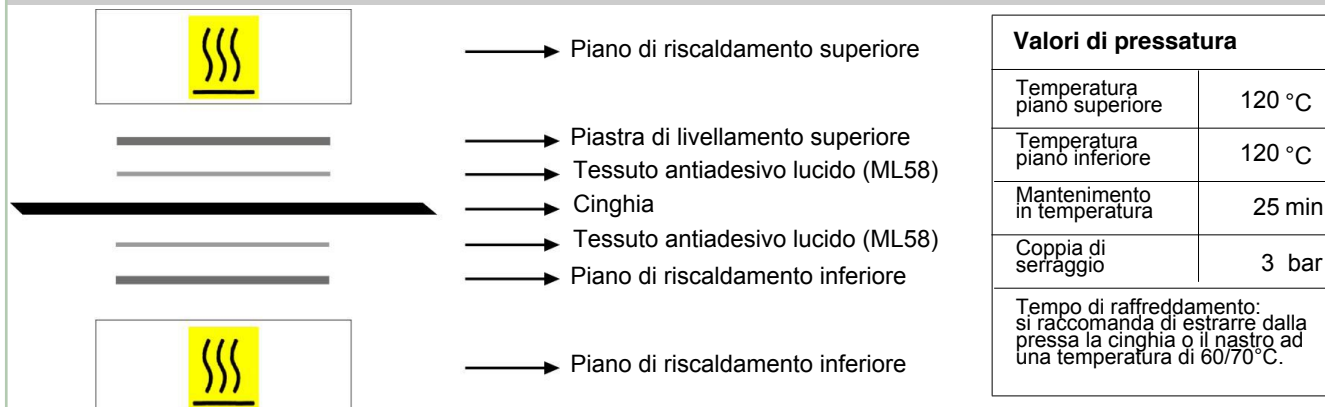 Piano di riscaldamento superiore
Piastra di livellamento superiore
Tessuto antiadesivo lucido (ML58)
Cinghia
Tessuto antiadesivo lucido (ML58)
Piano di riscaldamento inferiore
Piano di riscaldamento inferiore
Valori di pressatura
Temperatura
piano superiore
120 °C
Temperatura
piano inferiore
120 °C
Mantenimento
in temperatura
25 min
Coppia di
serraggio
3 bar
Tempo di raffreddamento:
si raccomanda di estrarre dalla
pressa la cinghia o il nastro ad
una temperatura di 60/70°C.